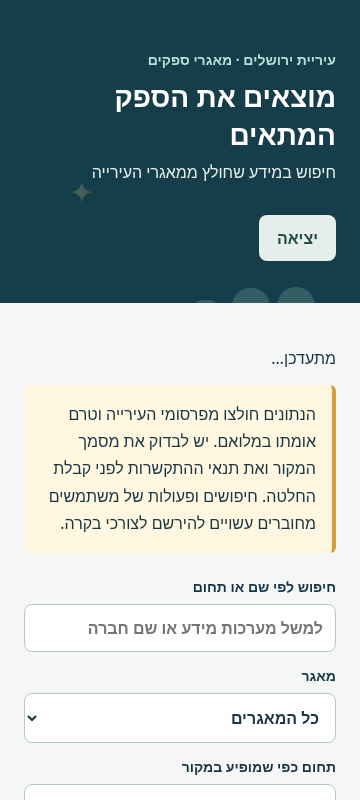 עיריית ירושלים · מאגרי ספקים
מוצאים את הספק
המתאים
חיפוש במידע שחולץ ממאגרי העירייה
יציאה
מתעדכן...
הנתונים חולצו מפרסומי העירייה וטרם
אומתו במלואם. יש לבדוק את מסמך
המקור ואת תנאי ההתקשרות לפני קבלת
החלטה. חיפושים ופעולות של משתמשים
מחוברים עשויים להירשם לצורכי בקרה.
חיפוש לפי שם או תחום
למשל מערכות מידע או שם חברה
מאגר
כל המאגרים
תחום כפי שמופיע במקור